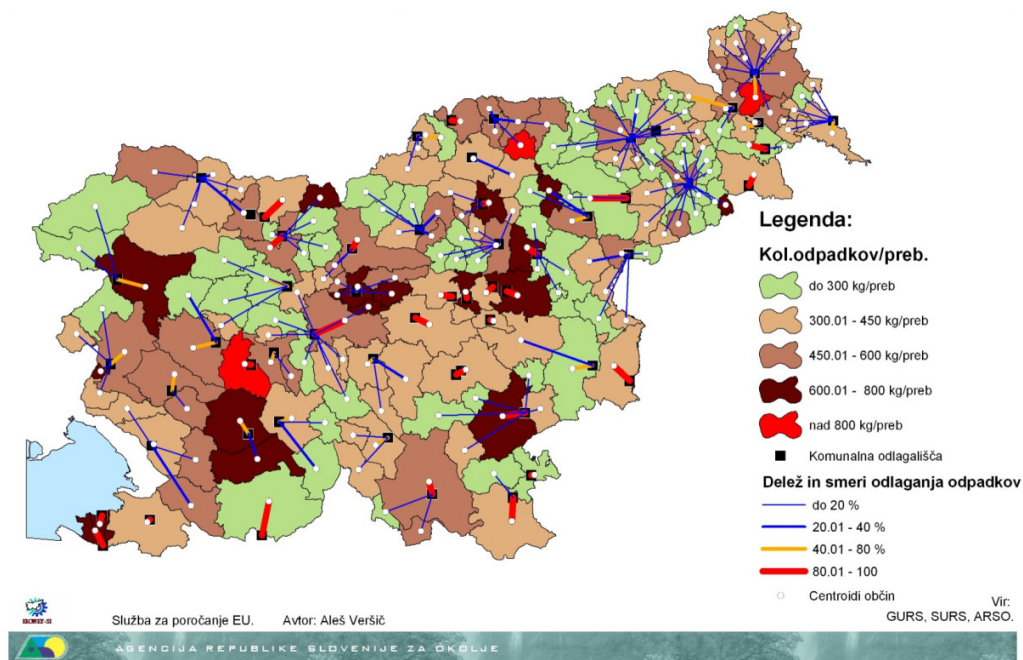 Legenda:
Kol.odpadkov/preb.
do 300 kg/preb
300.01 - 450 kg/preb
450.01 - 600 kg/preb
600.01 - 800 kg/preb
nad 800 kg/preb
Komunalna odlagališča
Delež in smeri odlaganja odpadkov
do 20 %
20.01 - 40 %
40.01 - 80 %
80.01 - 100
Centroidi občin
Vir:
GURS, SURS, ARSO.
Služba za poročanje EU. Avtor: Aleš Veršič
AGENCIJA REPUBLIKE SLOVENIJE ZA OKOLJE